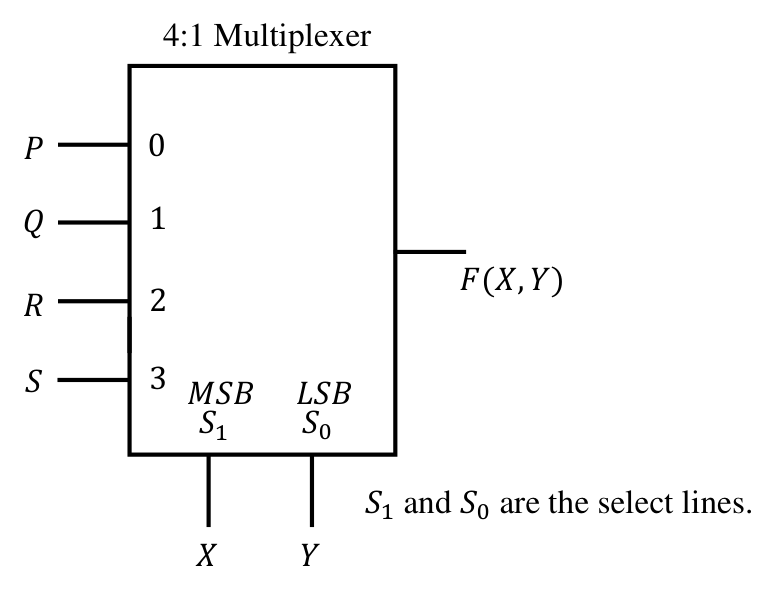 4:1 Multiplexer
P 0
Q 1
R 2
S 3
F(X,Y)
MSB LSB
S₁ S₀
S₁ and S₀ are the select lines.
X Y